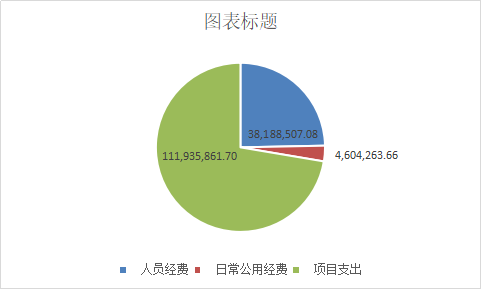 图表标题
38,188,507.08
4,604,263.66
111,935,861.70
人员经费 日常公用经费 项目支出